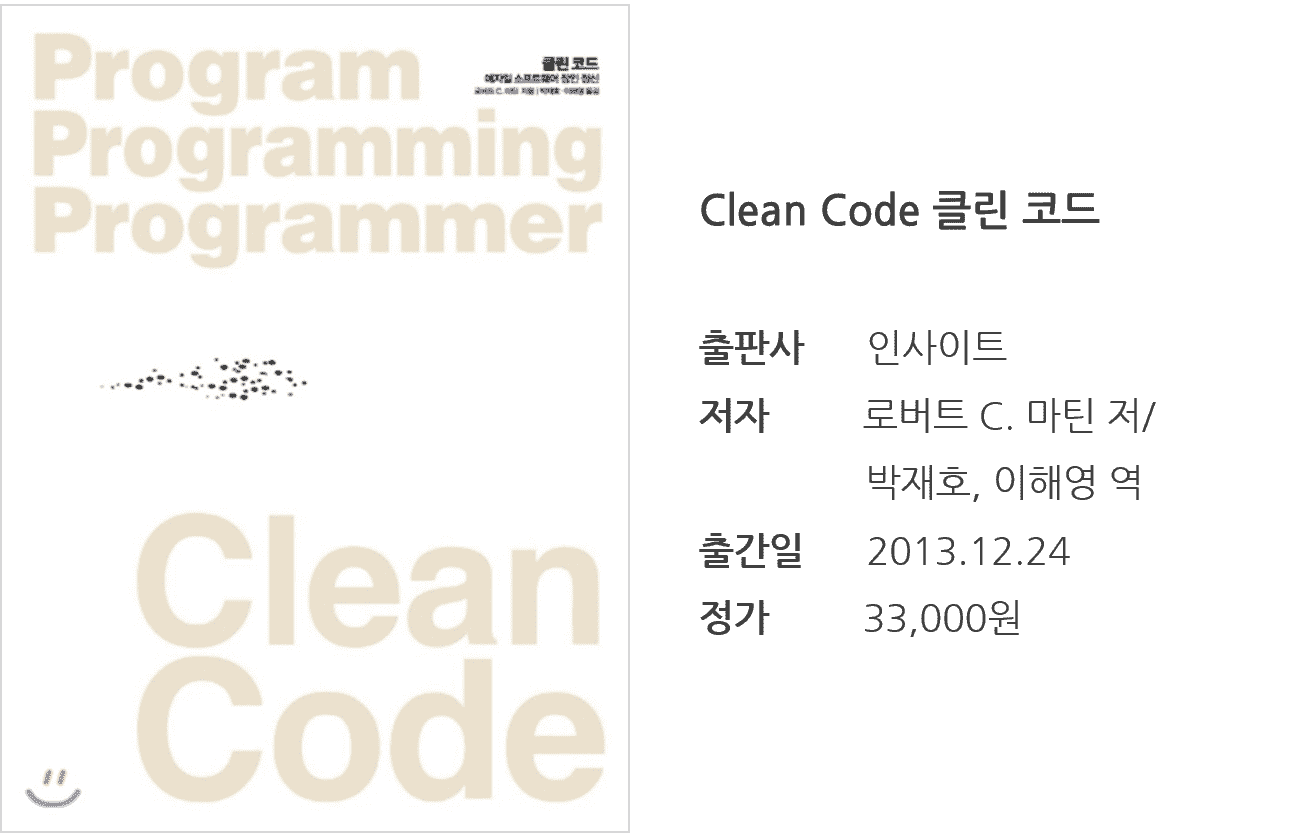 Program
Programming
Programmer
클린 코드
애자일 소프트웨어 장인 정신
로버트 C. 마틴 지음 | 박재호·이해영 옮김
Clean
Code
Clean Code 클린 코드
출판사 인사이트
저자 로버트 C. 마틴 저/
박재호, 이해영 역
출간일 2013.12.24
정가 33,000원